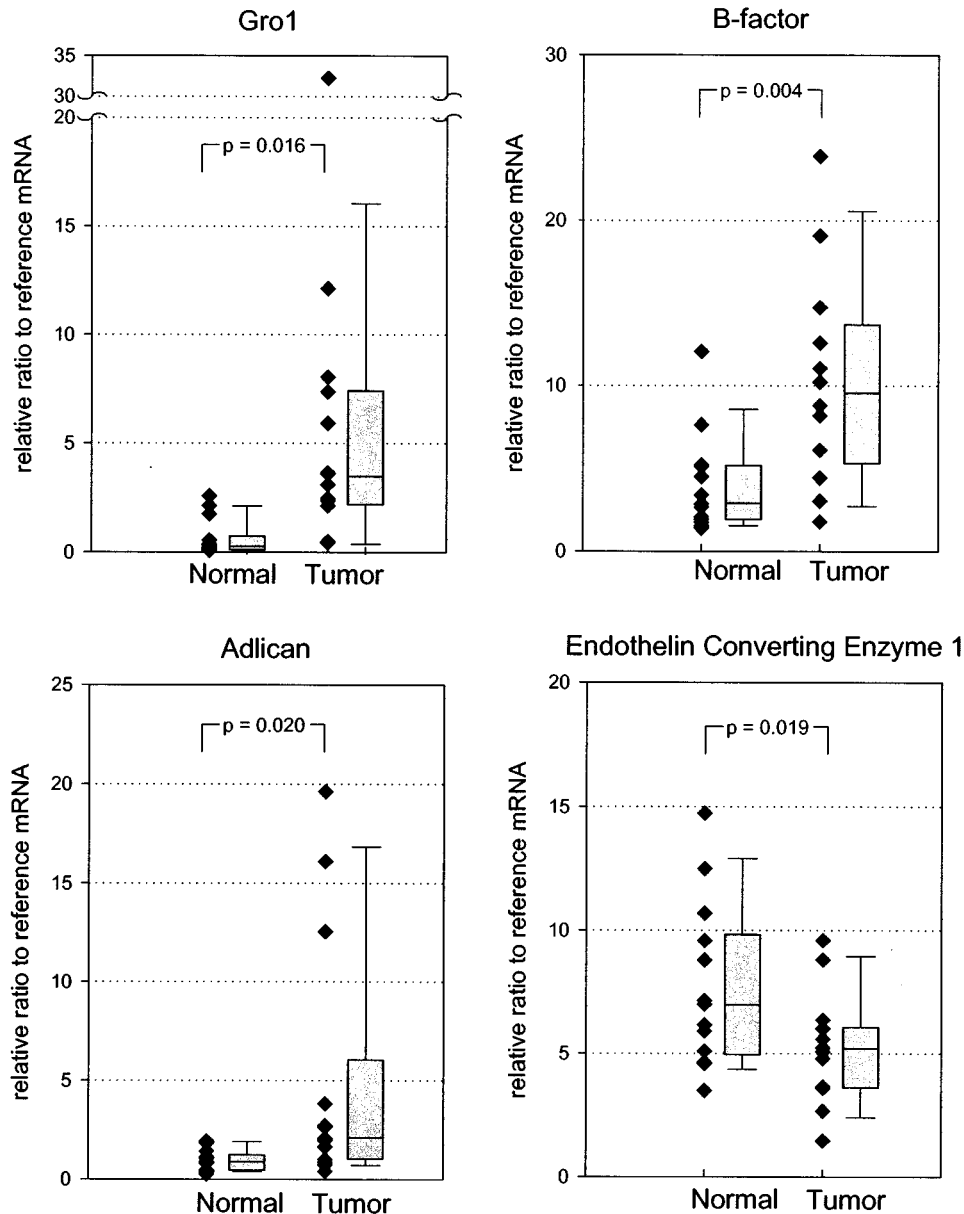 Gro1
35
30
20
15
10
5
0
relative ratio to reference mRNA
p = 0.016
Normal Tumor
B-factor
30
20
10
0
relative ratio to reference mRNA
p = 0.004
Normal Tumor
Adlican
25
20
15
10
5
0
relative ratio to reference mRNA
p = 0.020
Normal Tumor
Endothelin Converting Enzyme 1
20
15
10
5
0
relative ratio to reference mRNA
p = 0.019
Normal Tumor